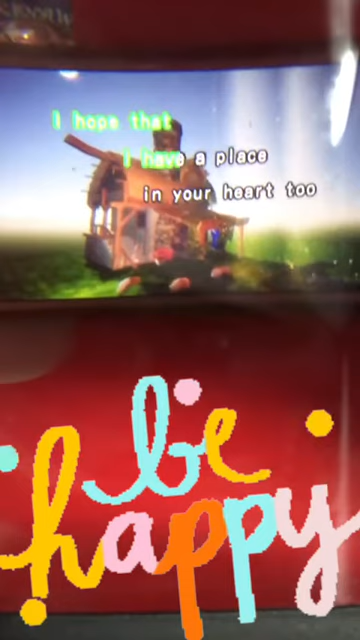 I hope that
I have a place
in your heart too
be
happy